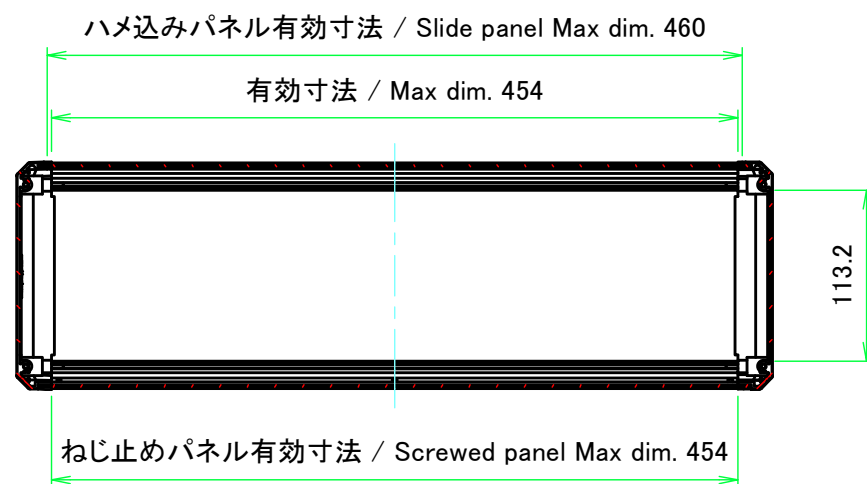 ハメ込みパネル有効寸法 / Slide panel Max dim. 460
有効寸法 / Max dim. 454
113.2
ねじ止めパネル有効寸法 / Screwed panel Max dim. 454